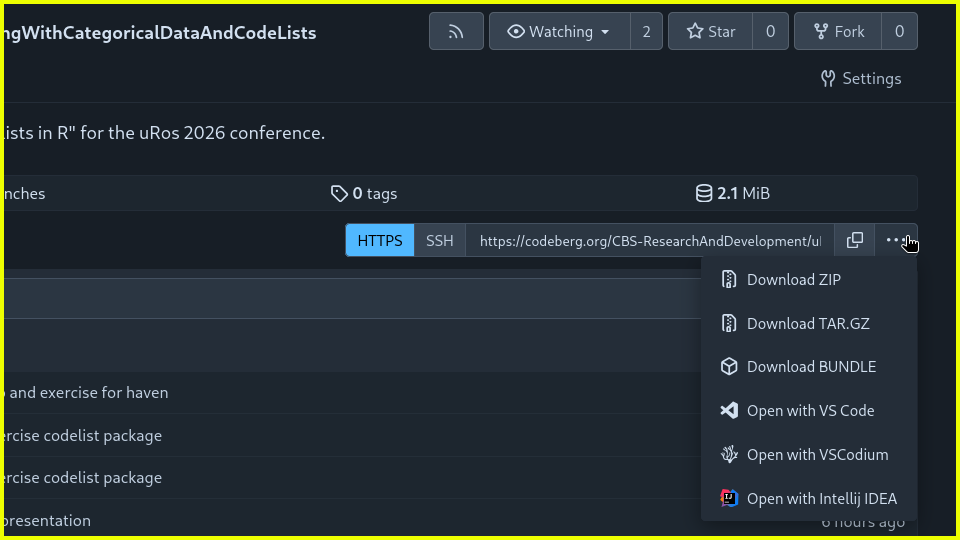 ngWithCategoricalDataAndCodeLists
Watching 2 Star 0 Fork 0
Settings
lists in R" for the uRos 2026 conference.
nches 0 tags 2.1 MiB
HTTPS SSH https://codeberg.org/CBS-ResearchAndDevelopment/u
Download ZIP
Download TAR.GZ
Download BUNDLE
and exercise for haven
Open with VS Code
ercise codelist package
Open with VSCodium
ercise codelist package
Open with Intellij IDEA
presentation
6 hours ago